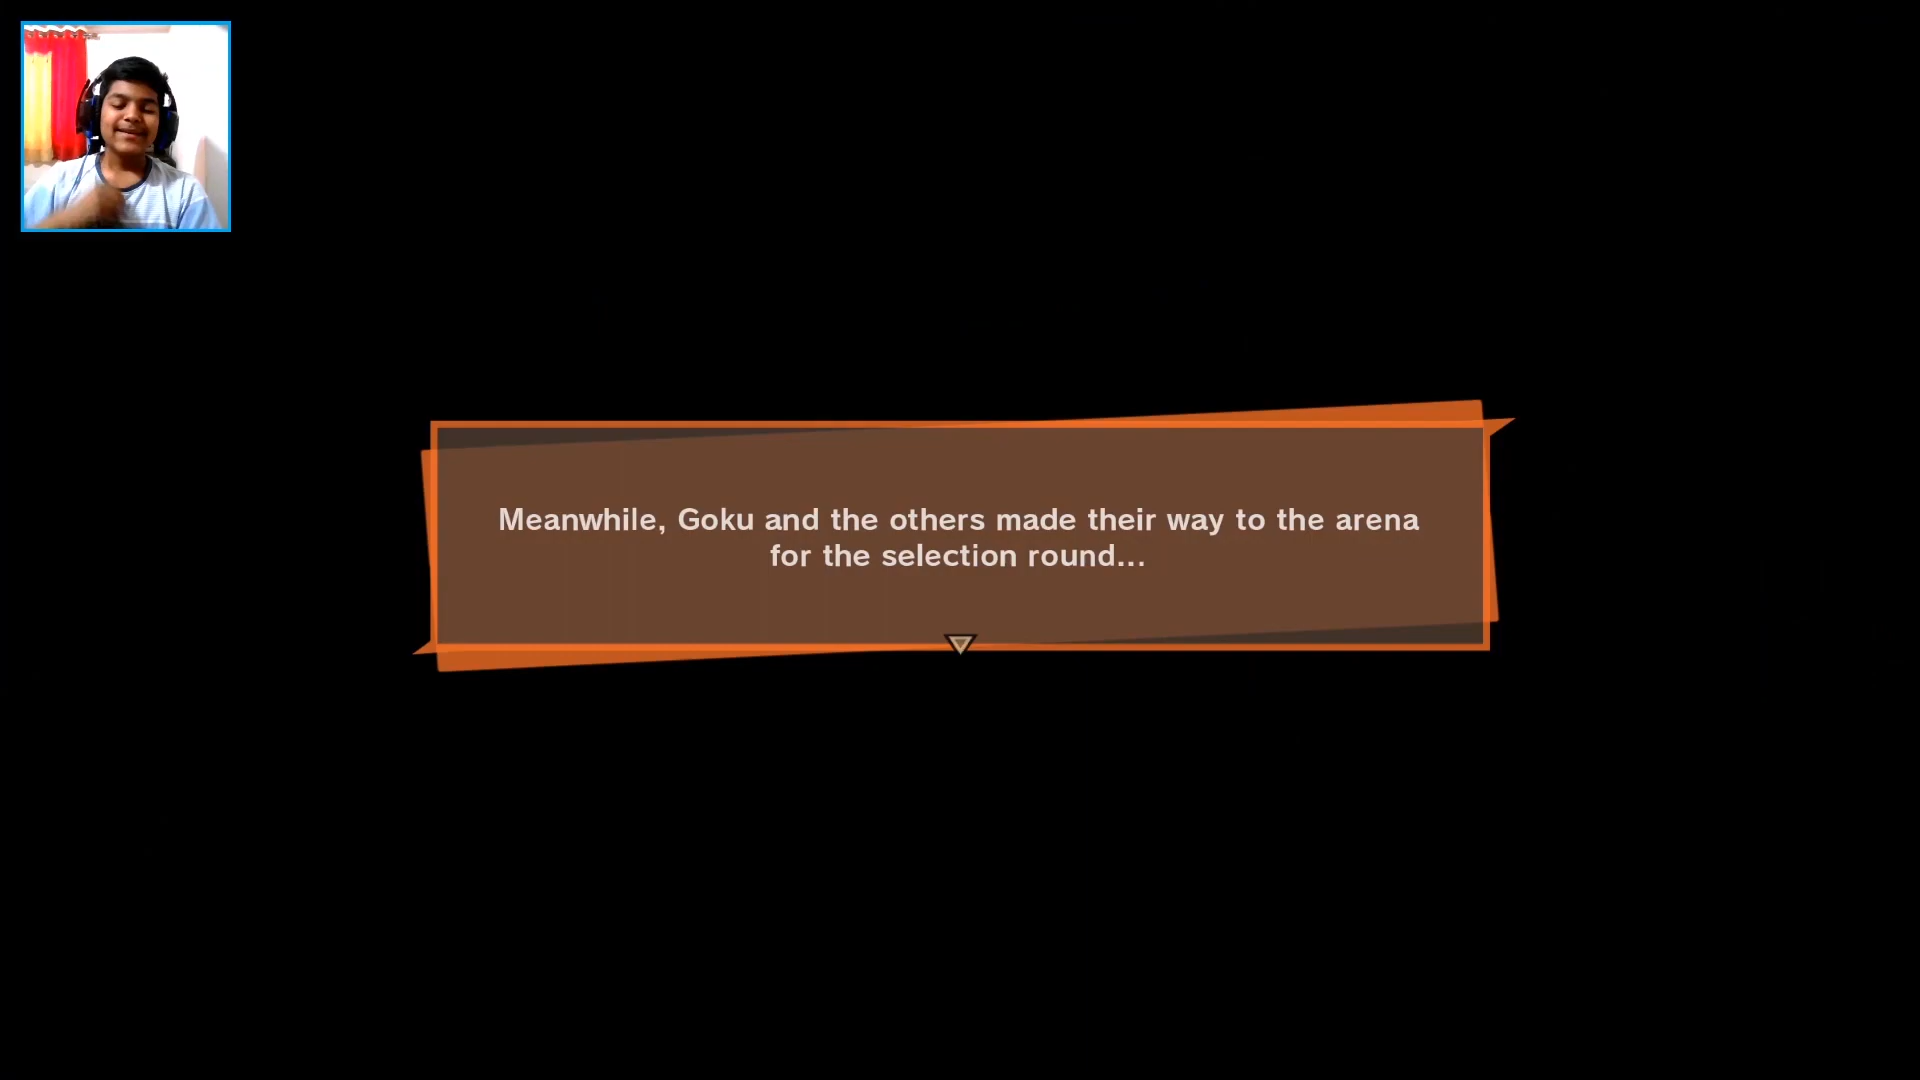 Meanwhile, Goku and the others made their way to the arena
for the selection round...